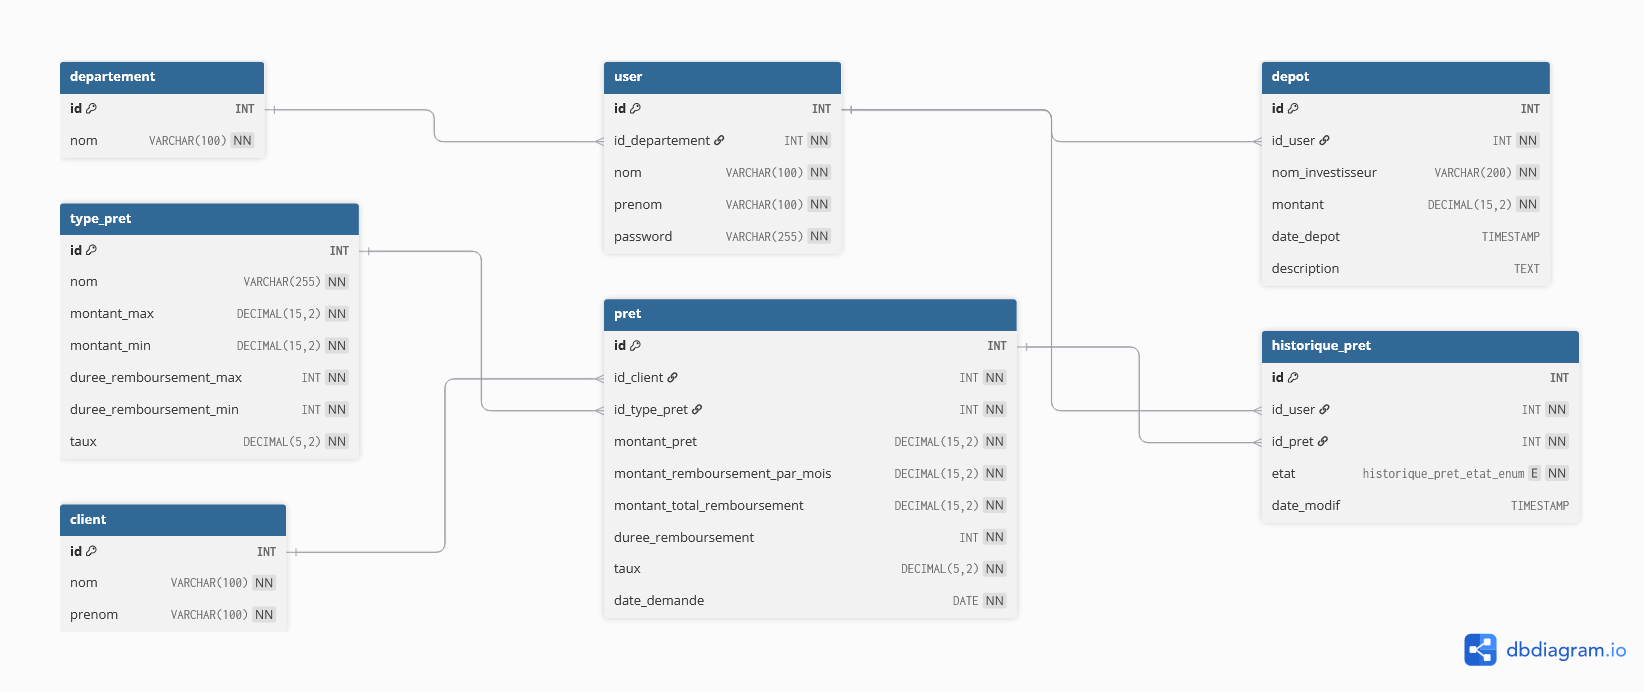 departement
id INT
nom VARCHAR(100) NN
type_pret
id INT
nom VARCHAR(255) NN
montant_max DECIMAL(15,2) NN
montant_min DECIMAL(15,2) NN
duree_remboursement_max INT NN
duree_remboursement_min INT NN
taux DECIMAL(5,2) NN
client
id INT
nom VARCHAR(100) NN
prenom VARCHAR(100) NN
user
id INT
id_departement INT NN
nom VARCHAR(100) NN
prenom VARCHAR(100) NN
password VARCHAR(255) NN
pret
id INT
id_client INT NN
id_type_pret INT NN
montant_pret DECIMAL(15,2) NN
montant_remboursement_par_mois DECIMAL(15,2) NN
montant_total_remboursement DECIMAL(15,2) NN
duree_remboursement INT NN
taux DECIMAL(5,2) NN
date_demande DATE NN
depot
id INT
id_user INT NN
nom_investisseur VARCHAR(200) NN
montant DECIMAL(15,2) NN
date_depot TIMESTAMP
description TEXT
historique_pret
id INT
id_user INT NN
id_pret INT NN
etat historique_pret_etat_enum E NN
date_modif TIMESTAMP
dbdiagram.io